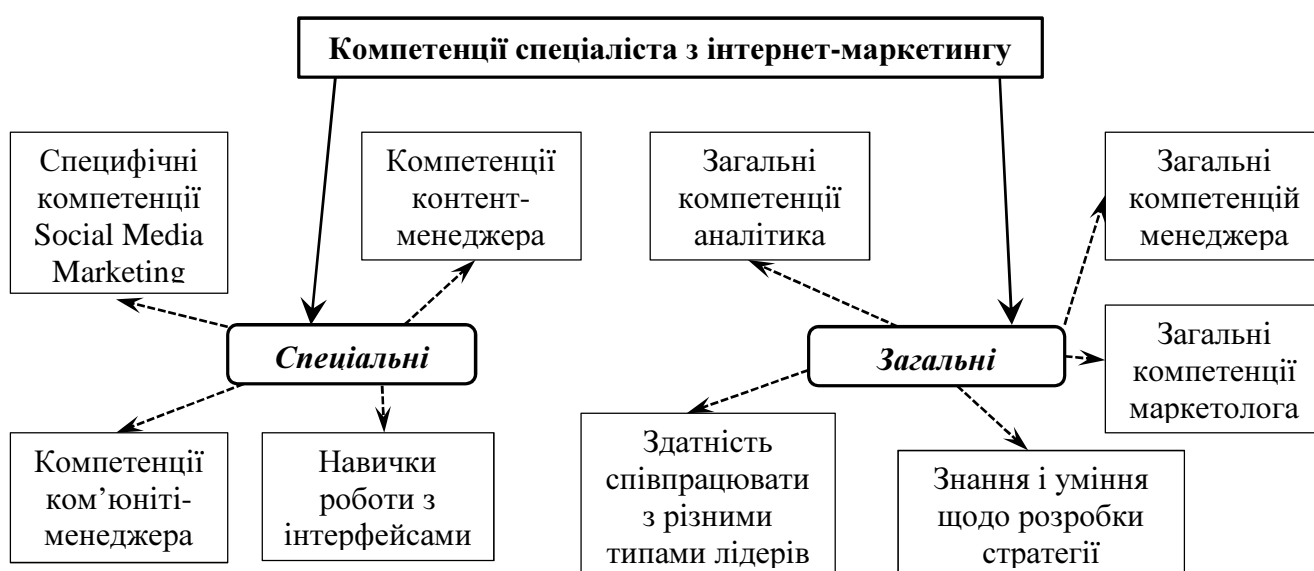 Компетенції спеціаліста з інтернет-маркетингу
Специфічні
компетенції
Social Media
Marketing
Компетенції
контент-
менеджера
Загальні
компетенції
аналітика
Загальні
компетенцій
менеджера
Спеціальні
Загальні
Загальні
компетенції
маркетолога
Компетенції
ком’юніті-
менеджера
Навички
роботи з
інтерфейсами
Здатність
співпрацювати
з різними
типами лідерів
Знання і уміння
щодо розробки
стратегії